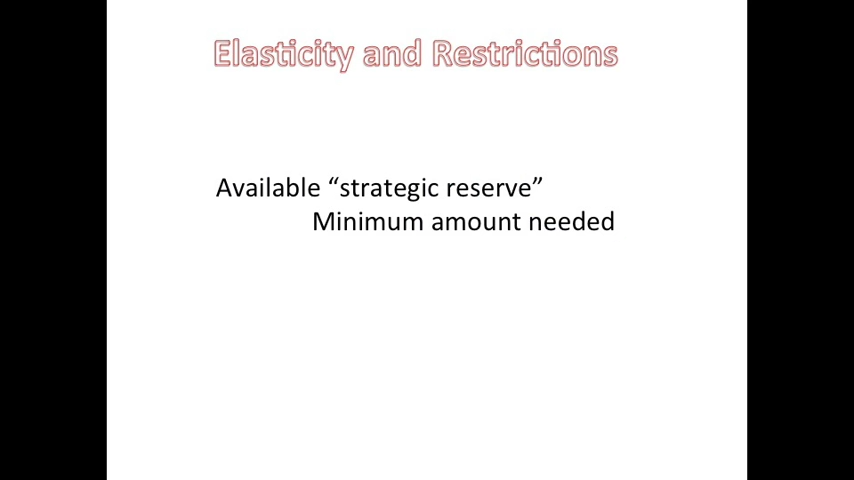 Elasticity and Restrictions
Available “strategic reserve”
Minimum amount needed